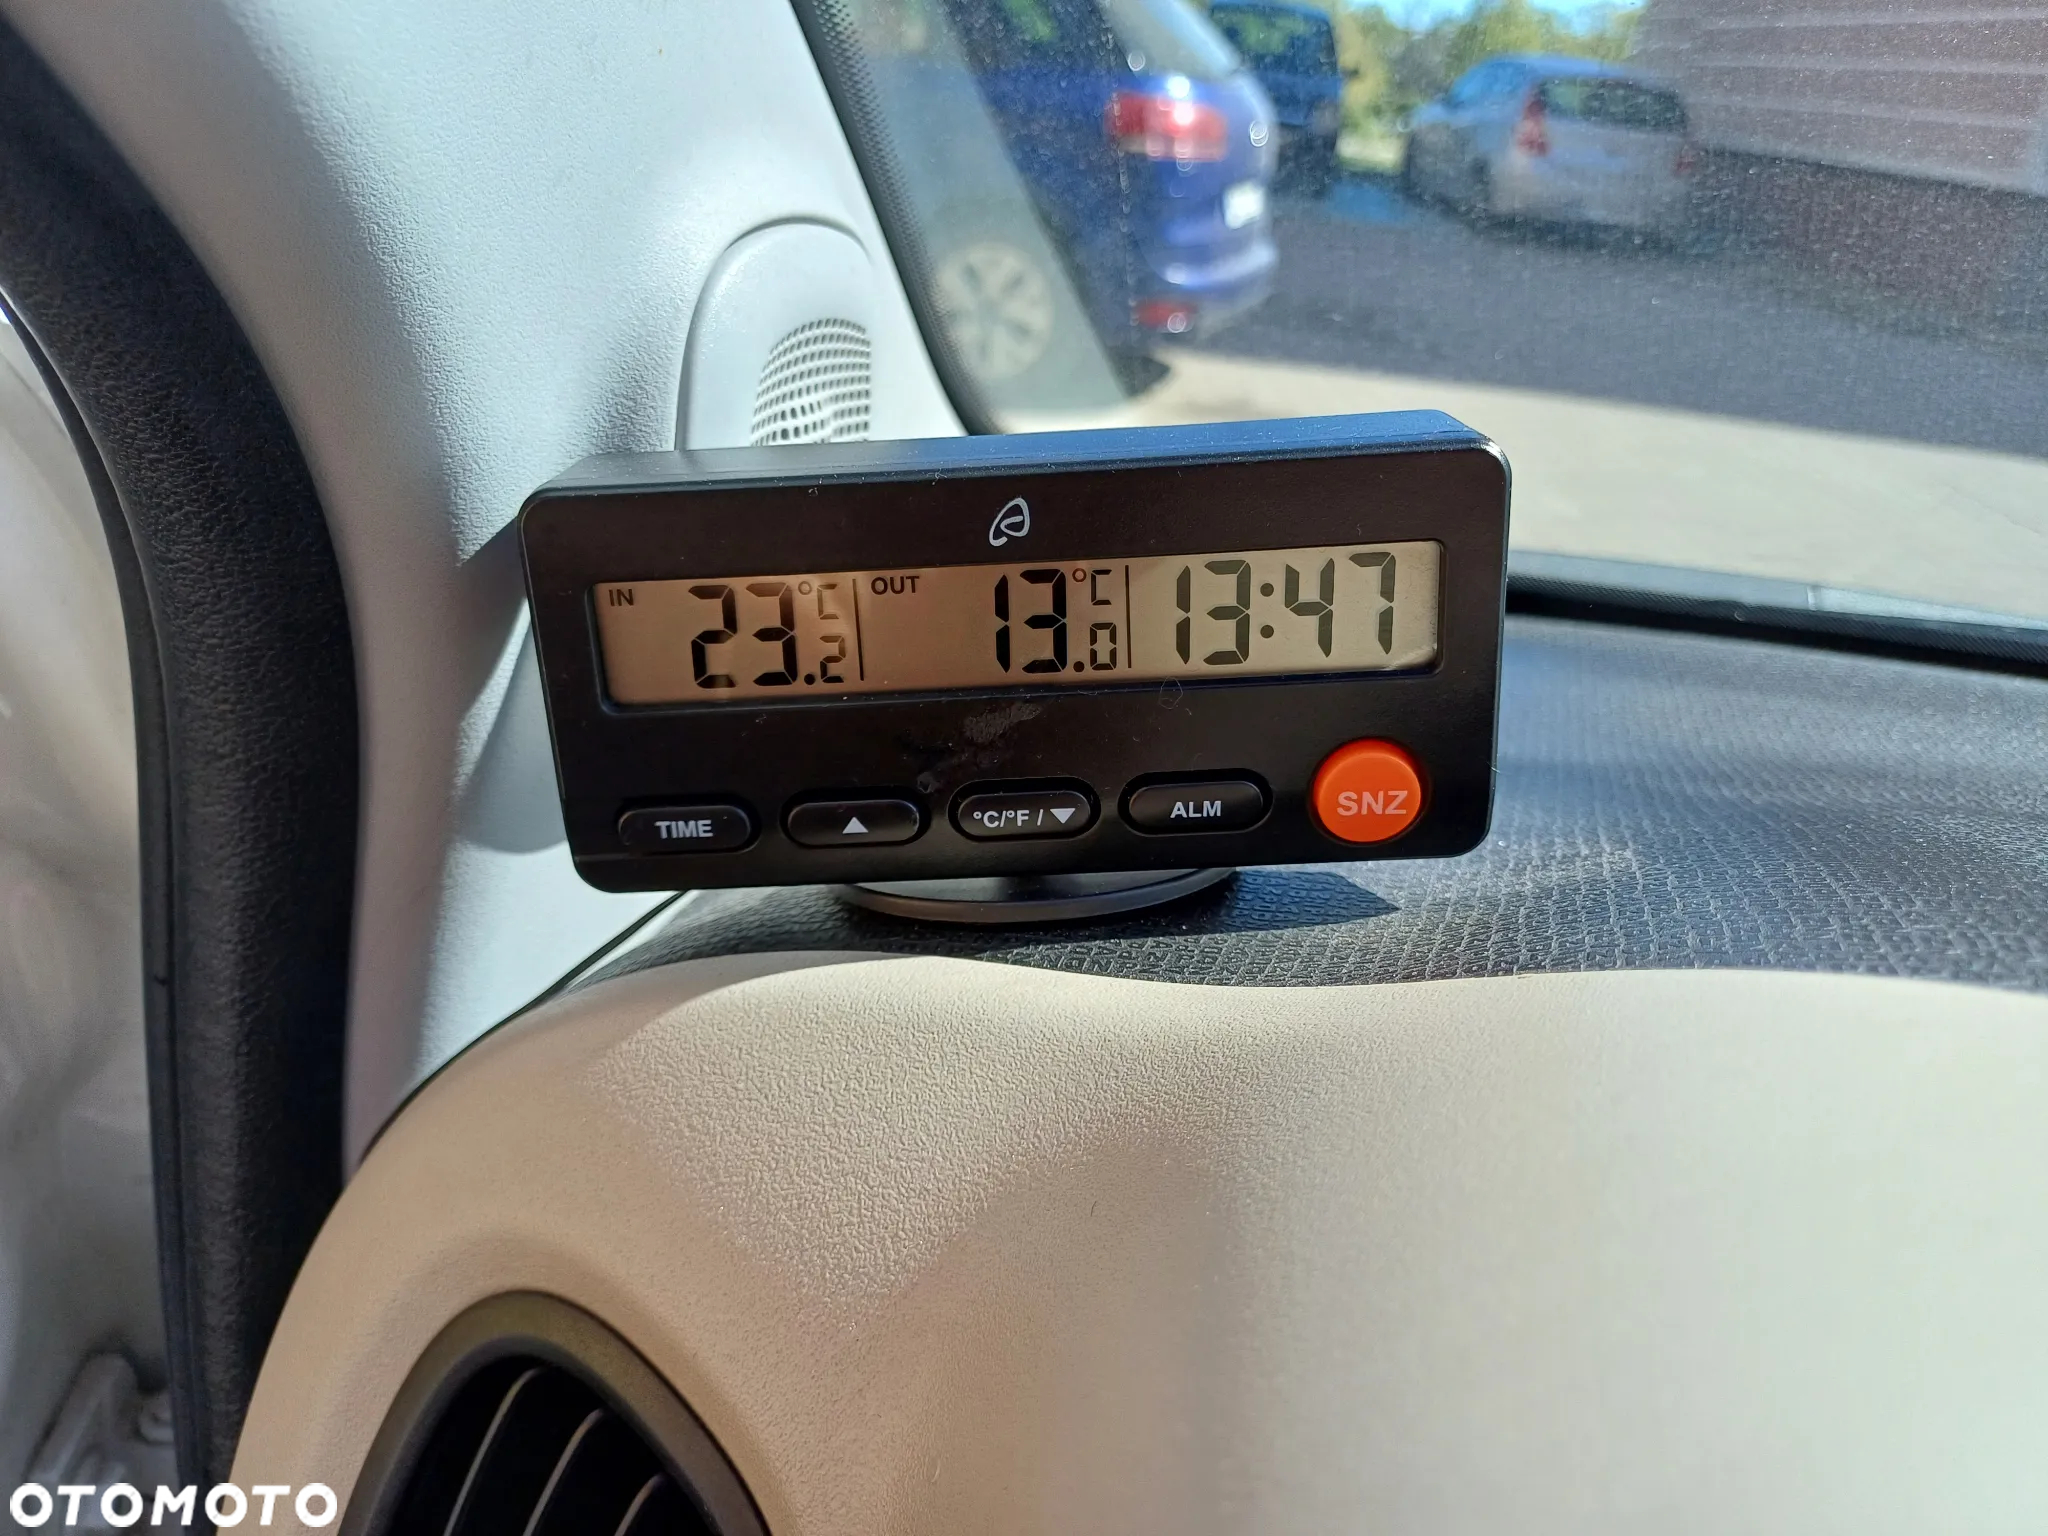 IN 23.2 °C OUT 13.0 °C 13:47
TIME ▲ °C/°F / ▼ ALM SNZ
OTOMOTO